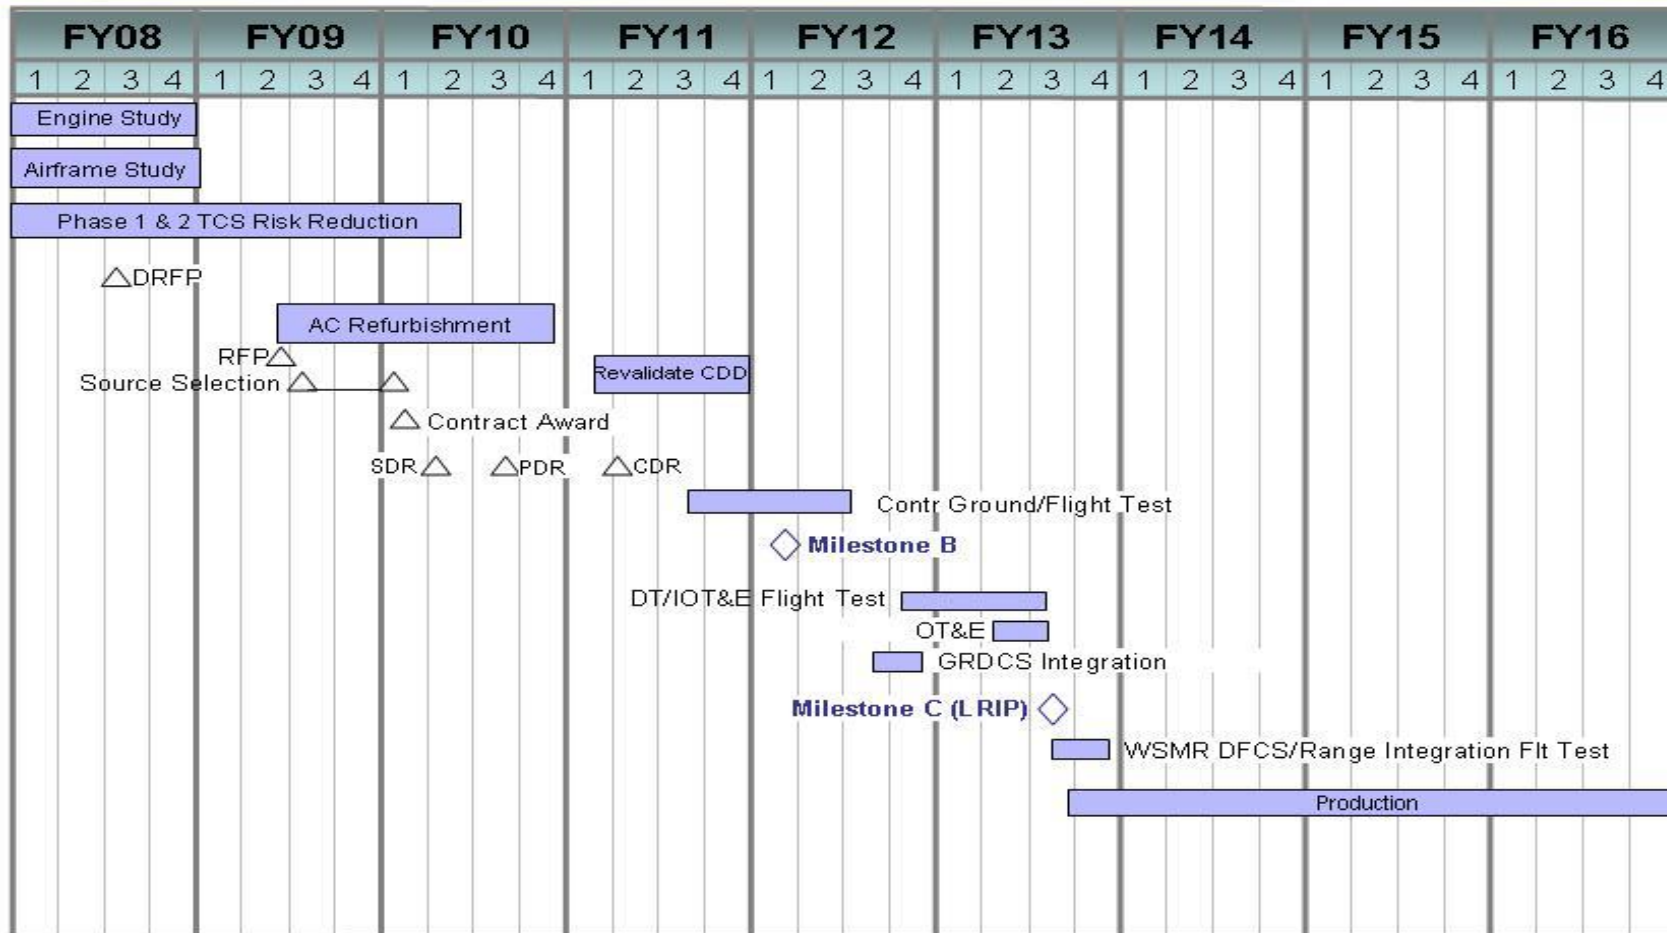 FY08 FY09 FY10 FY11 FY12 FY13 FY14 FY15 FY16
1 2 3 4 1 2 3 4 1 2 3 4 1 2 3 4 1 2 3 4 1 2 3 4 1 2 3 4 1 2 3 4 1 2 3 4
Engine Study
Airframe Study
Phase 1 & 2 TCS Risk Reduction
DRFP
AC Refurbishment
RFP
Revalidate CDD
Source Selection
Contract Award
SDR PDR CDR
Contr Ground/Flight Test
Milestone B
DT/IOT&E Flight Test
OT&E
GRDCS Integration
Milestone C (LRIP)
WSMR DFCS/Range Integration Flt Test
Production